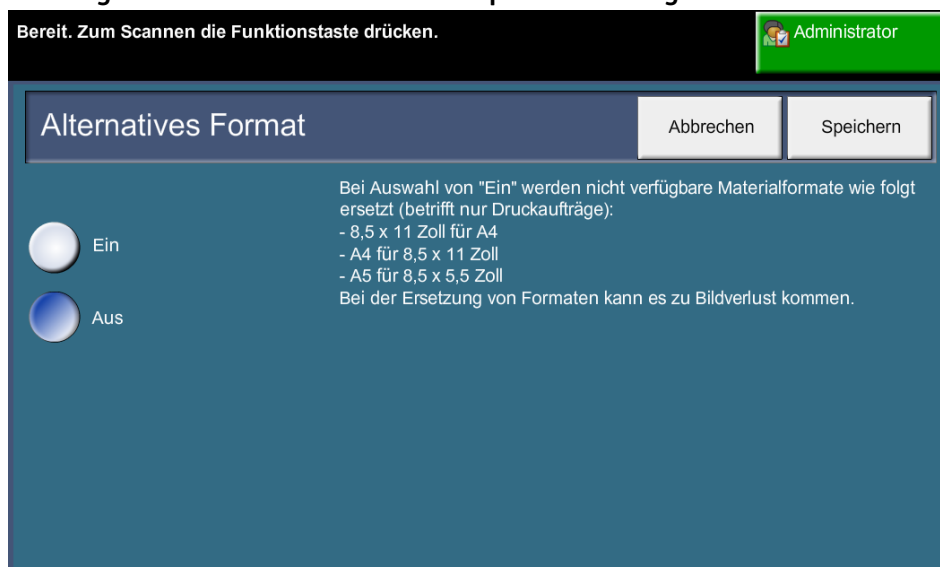 Bereit. Zum Scannen die Funktionstaste drücken.
Administrator
Alternatives Format
Abbrechen
Speichern
Bei Auswahl von "Ein" werden nicht verfügbare Materialformate wie folgt
ersetzt (betrifft nur Druckaufträge):
- 8,5 x 11 Zoll für A4
- A4 für 8,5 x 11 Zoll
- A5 für 8,5 x 5,5 Zoll
Bei der Ersetzung von Formaten kann es zu Bildverlust kommen.
Ein
Aus